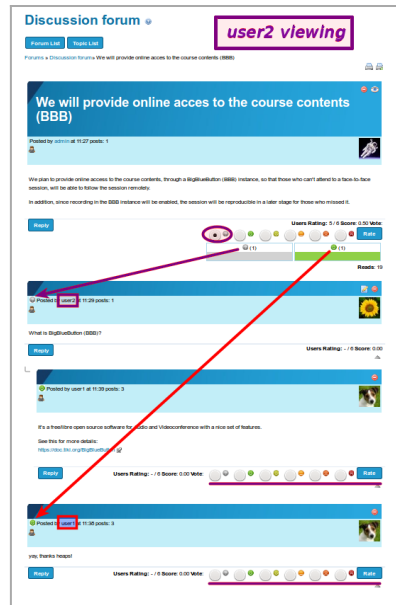 Discussion forum
user2 viewing
Forum List Topic List
Forums » Discussion forum» We will provide online acces to the course contents (BBB)
We will provide online acces to the course contents
(BBB)
Posted by admin at 11:27 posts: 1
We plan to provide online access to the course contents, through a BigBlueButton (BBB) instance, so that those who can't attend to a face-to-face
session, will be able to follow the session remotely.
In addition, since recording in the BBB instance will be enabled, the session will be reproducible in a later stage for those who missed it.
Reply
Users Rating: 5 / 6 Score: 0.50 Vote:
Rate
(1) (1)
Reads: 19
Posted by user2 at 11:29 posts: 1
What is BigBlueButton (BBB)?
Reply Users Rating: - / 6 Score: 0.00
Posted by user1 at 11:39 posts: 3
It's a free/libre open source software for Audio and Videoconference with a nice set of features.
See this for more details:
https://doc.tiki.org/BigBlueButton
Reply Users Rating: - / 6 Score: 0.00 Vote: Rate
Posted by user1 at 11:36 posts: 3
yay, thanks heaps!
Reply Users Rating: - / 6 Score: 0.00 Vote: Rate